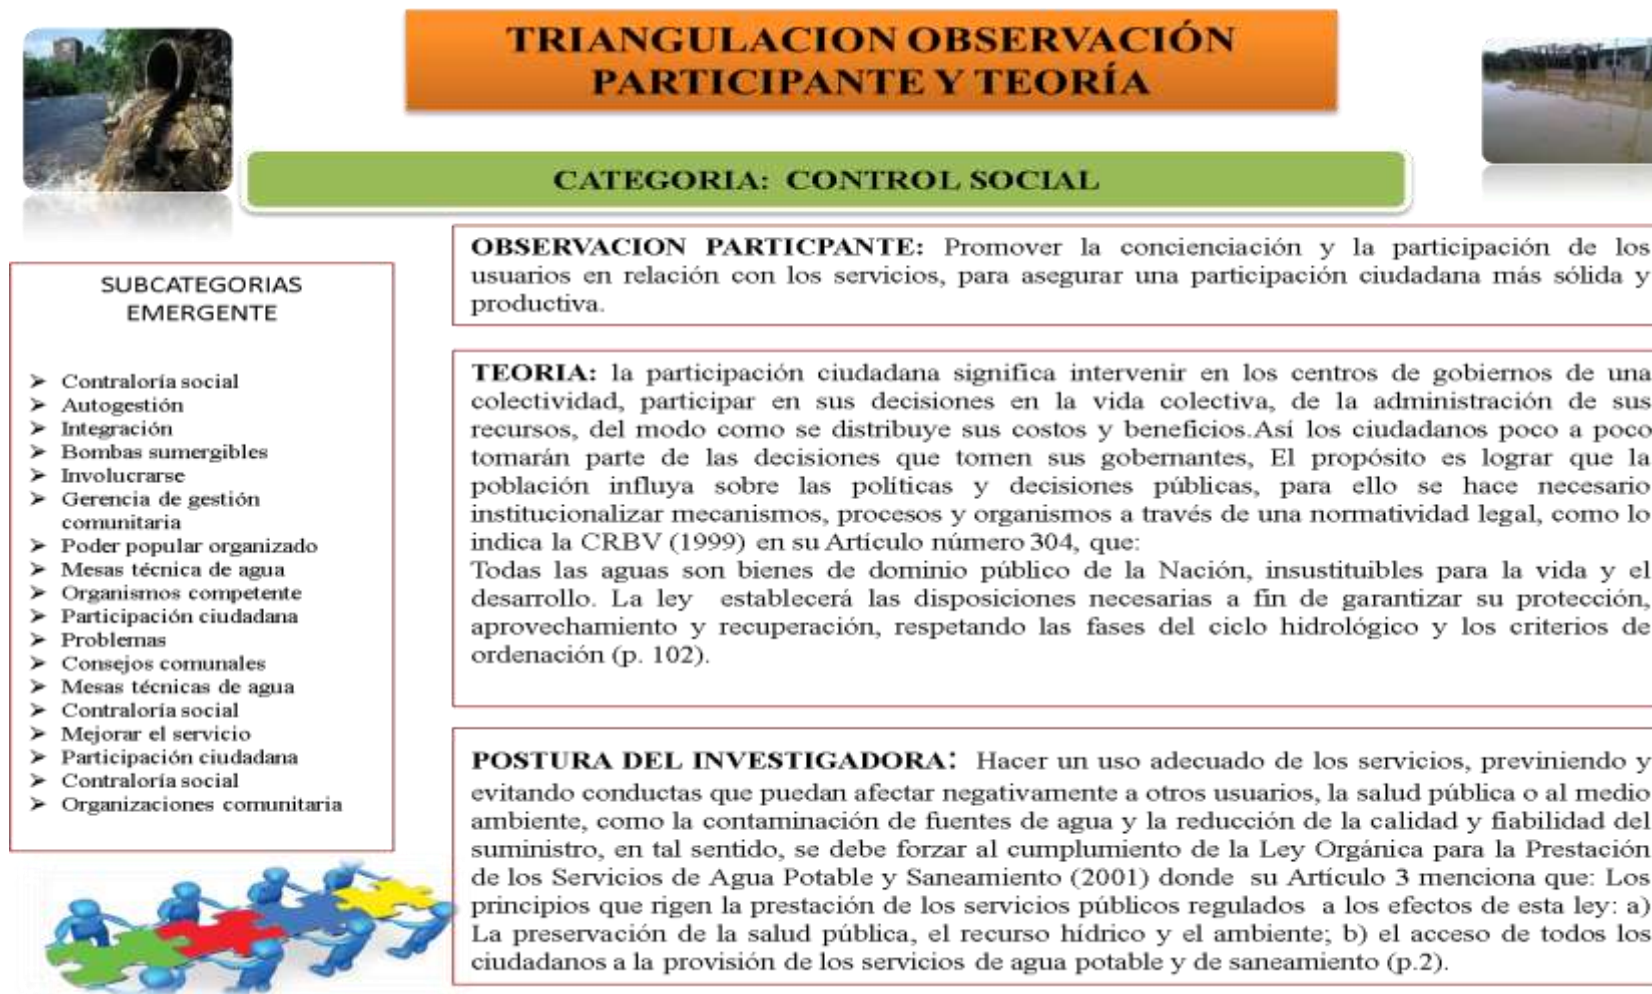 TRIANGULACION OBSERVACIÓN
PARTICIPANTE Y TEORÍA
CATEGORIA: CONTROL SOCIAL
SUBCATEGORIAS
EMERGENTE
➢ Contraloría social
➢ Autogestión
➢ Integración
➢ Bombas sumergibles
➢ Involucrarse
➢ Gerencia de gestión
comunitaria
➢ Poder popular organizado
➢ Mesas técnica de agua
➢ Organismos competente
➢ Participación ciudadana
➢ Problemas
➢ Consejos comunales
➢ Mesas técnicas de agua
➢ Contraloría social
➢ Mejorar el servicio
➢ Participación ciudadana
➢ Contraloría social
➢ Organizaciones comunitaria
OBSERVACION PARTICPANTE: Promover la concienciación y la participación de los
usuarios en relación con los servicios, para asegurar una participación ciudadana más sólida y
productiva.
TEORIA: la participación ciudadana significa intervenir en los centros de gobiernos de una
colectividad, participar en sus decisiones en la vida colectiva, de la administración de sus
recursos, del modo como se distribuye sus costos y beneficios.Así los ciudadanos poco a poco
tomarán parte de las decisiones que tomen sus gobernantes, El propósito es lograr que la
población influya sobre las políticas y decisiones públicas, para ello se hace necesario
institucionalizar mecanismos, procesos y organismos a través de una normatividad legal, como lo
indica la CRBV (1999) en su Artículo número 304, que:
Todas las aguas son bienes de dominio público de la Nación, insustituibles para la vida y el
desarrollo. La ley establecerá las disposiciones necesarias a fin de garantizar su protección,
aprovechamiento y recuperación, respetando las fases del ciclo hidrológico y los criterios de
ordenación (p. 102).
POSTURA DEL INVESTIGADORA: Hacer un uso adecuado de los servicios, previniendo y
evitando conductas que puedan afectar negativamente a otros usuarios, la salud pública o al medio
ambiente, como la contaminación de fuentes de agua y la reducción de la calidad y fiabilidad del
suministro, en tal sentido, se debe forzar al cumplumiento de la Ley Orgánica para la Prestación
de los Servicios de Agua Potable y Saneamiento (2001) donde su Artículo 3 menciona que: Los
principios que rigen la prestación de los servicios públicos regulados a los efectos de esta ley: a)
La preservación de la salud pública, el recurso hídrico y el ambiente; b) el acceso de todos los
ciudadanos a la provisión de los servicios de agua potable y de saneamiento (p.2).